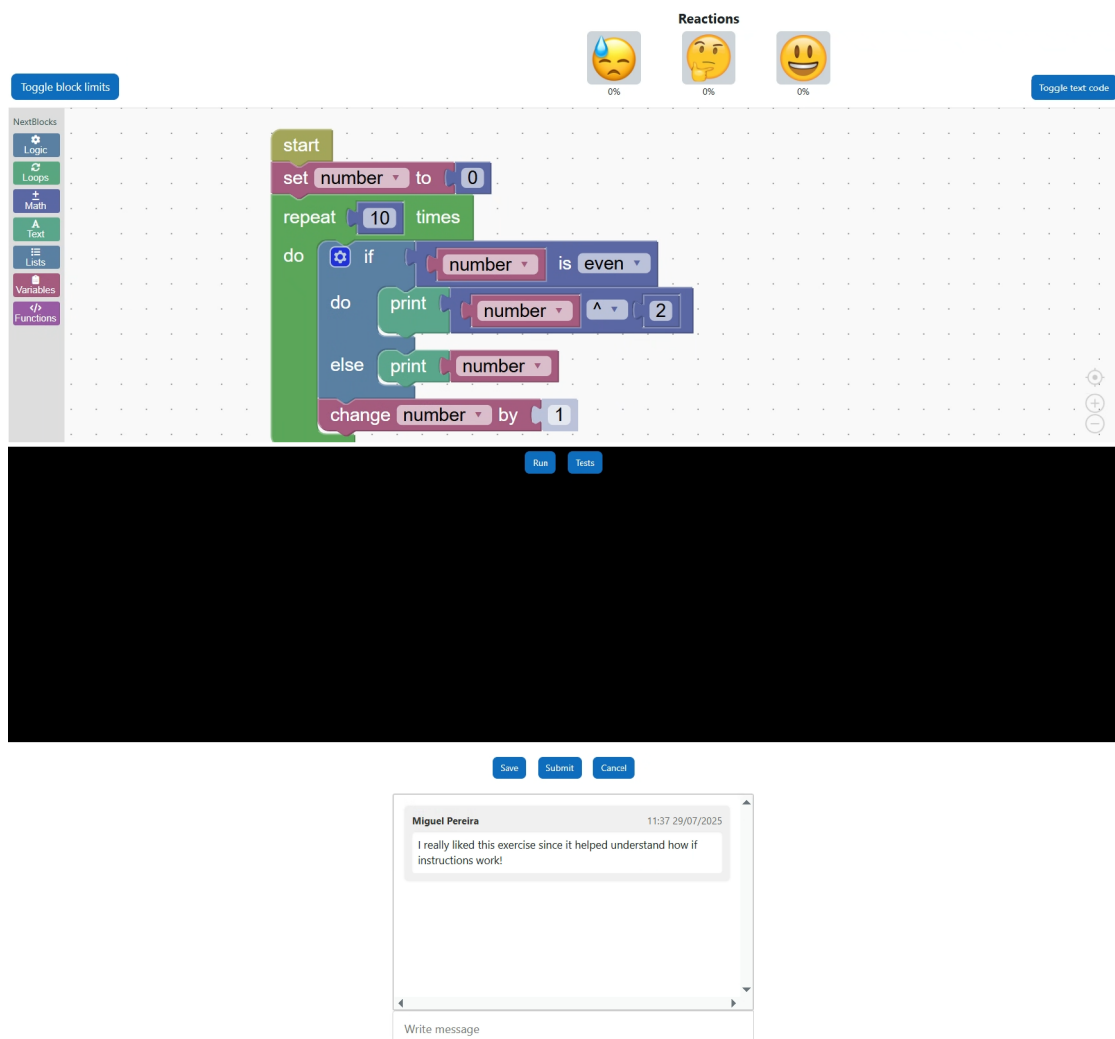 Reactions
0%
0%
0%
Toggle block limits
Toggle text code
NextBlocks
Logic
Loops
Math
Text
Lists
Variables
Functions
start
set number to 0
repeat 10 times
do if number is even
do print number ^ 2
else print number
change number by 1
Run Tests
Save Submit Cancel
Miguel Pereira 11:37 29/07/2025
I really liked this exercise since it helped understand how if
instructions work!
Write message